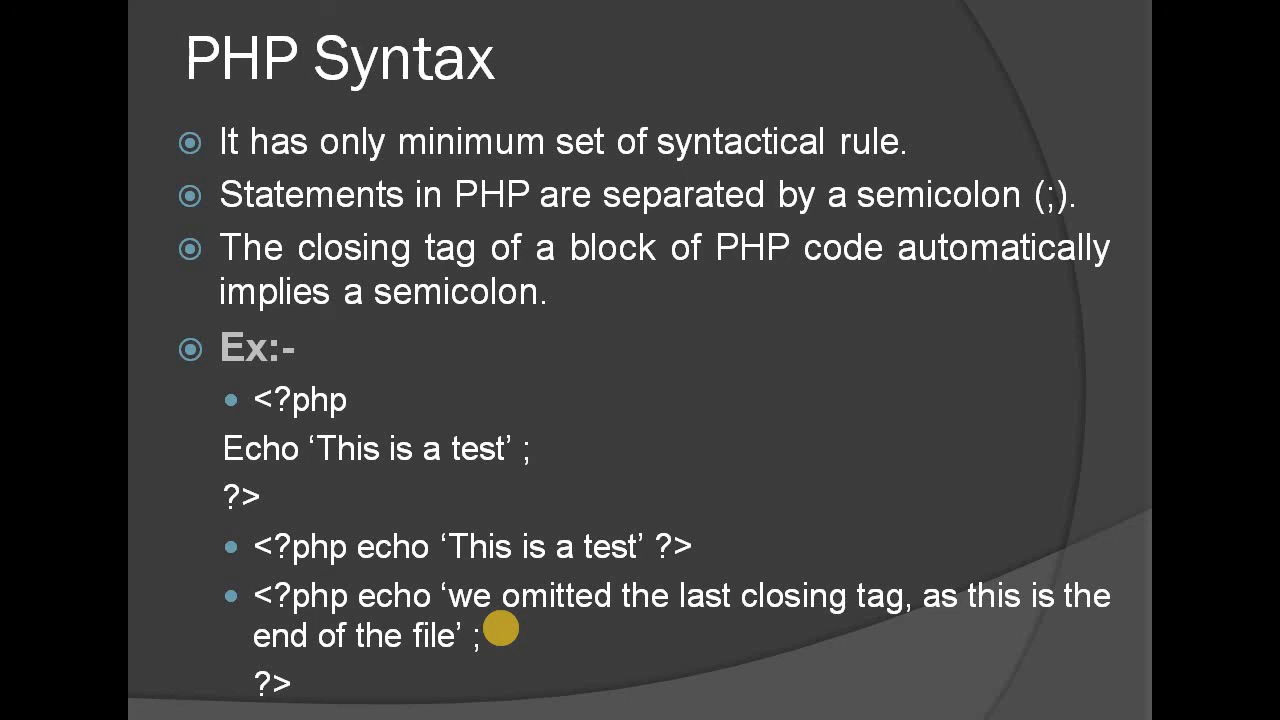 PHP Syntax
It has only minimum set of syntactical rule.
Statements in PHP are separated by a semicolon (;).
The closing tag of a block of PHP code automatically
implies a semicolon.
Ex:-
<?php
Echo ‘This is a test’ ;
?>
<?php echo ‘This is a test’ ?>
<?php echo ‘we omitted the last closing tag, as this is the
end of the file’ ;
?>